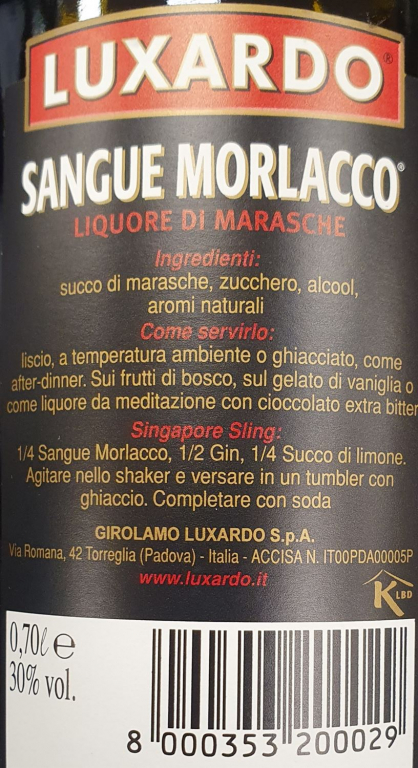 LUXARDO®
SANGUE MORLACCO®
LIQUORE DI MARASCHE
Ingredienti:
succo di marasche, zucchero, alcool,
aromi naturali
Come servirlo:
liscio, a temperatura ambiente o ghiacciato, come
after-dinner. Sui frutti di bosco, sul gelato di vaniglia o
come liquore da meditazione con cioccolato extra bitter
Singapore Sling:
1/4 Sangue Morlacco, 1/2 Gin, 1/4 Succo di limone.
Agitare nello shaker e versare in un tumbler con
ghiaccio. Completare con soda
GIROLAMO LUXARDO S.p.A.
Via Romana, 42 Torreglia (Padova) - Italia - ACCISA N. IT00PDA00005P
www.luxardo.it
K LBD
0,70l e
30% vol.
8 000353 200029